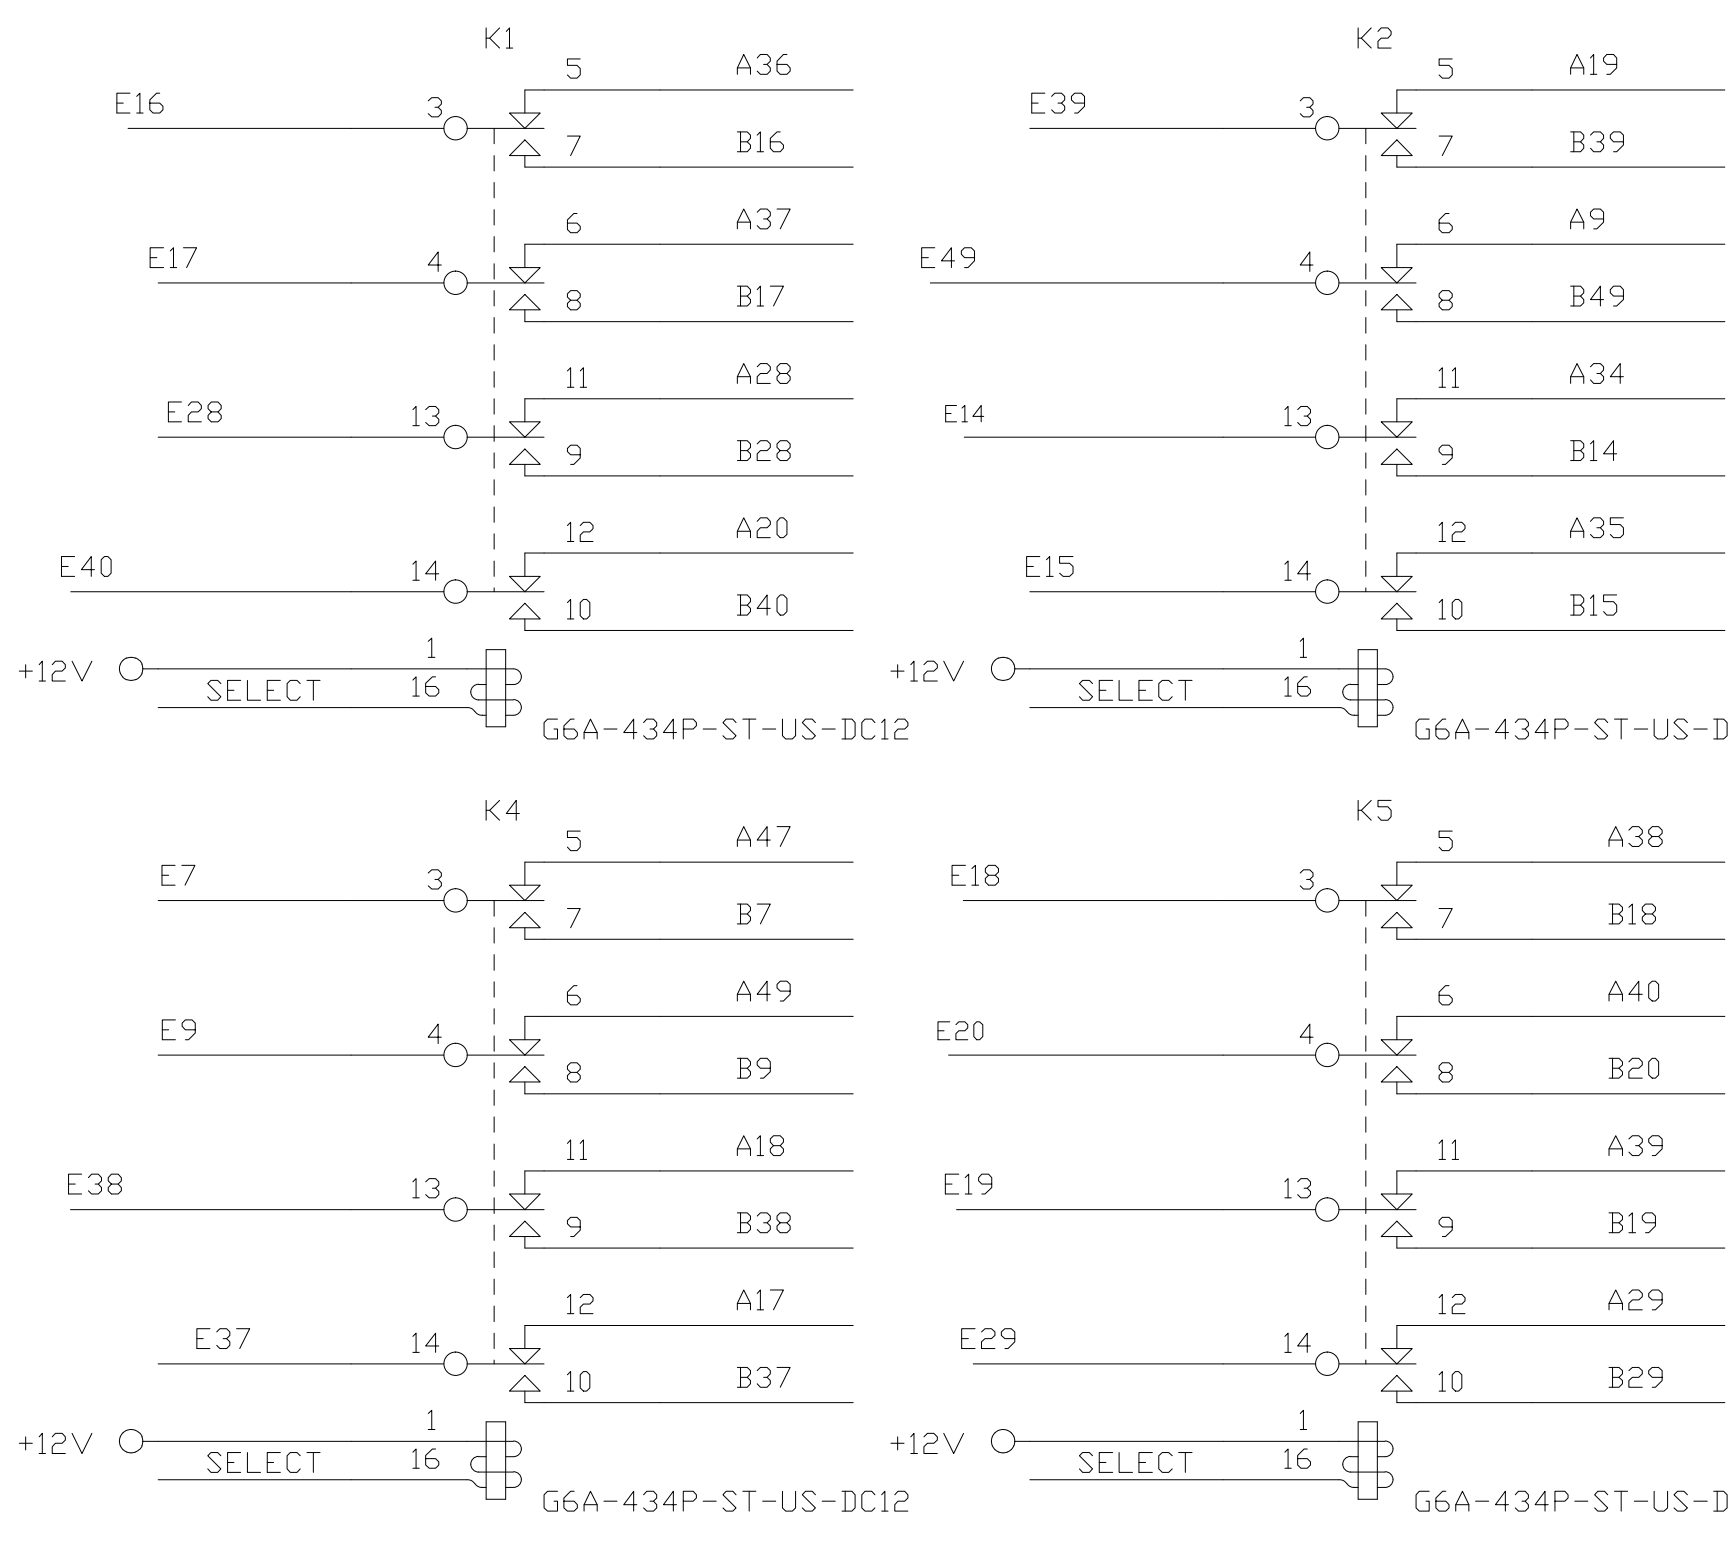 K1
5 A36
E16 3
7 B16
6 A37
E17 4
8 B17
11 A28
E28 13
9 B28
12 A20
E40 14
10 B40
+12V 1
SELECT 16
G6A-434P-ST-US-DC12
K2
5 A19
E39 3
7 B39
6 A9
E49 4
8 B49
11 A34
E14 13
9 B14
12 A35
E15 14
10 B15
+12V 1
SELECT 16
G6A-434P-ST-US-D
K4
5 A47
E7 3
7 B7
6 A49
E9 4
8 B9
11 A18
E38 13
9 B38
12 A17
E37 14
10 B37
+12V 1
SELECT 16
G6A-434P-ST-US-DC12
K5
5 A38
E18 3
7 B18
6 A40
E20 4
8 B20
11 A39
E19 13
9 B19
12 A29
E29 14
10 B29
+12V 1
SELECT 16
G6A-434P-ST-US-D